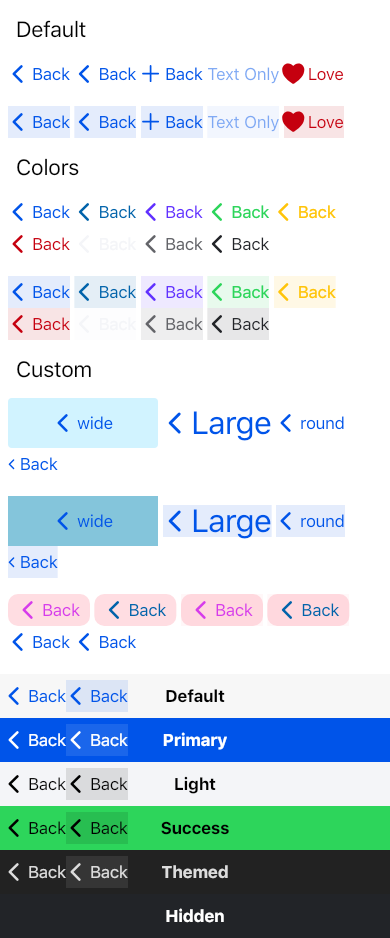 Default
Back Back Back Text Only Love
Back Back Back Text Only Love
Colors
Back Back Back Back Back
Back Back Back Back
Back Back Back Back Back
Back Back Back Back
Custom
wide Large round
Back
wide Large round
Back
Back Back Back Back
Back Back
Back Back Default
Back Back Primary
Back Back Light
Back Back Success
Back Back Themed
Hidden